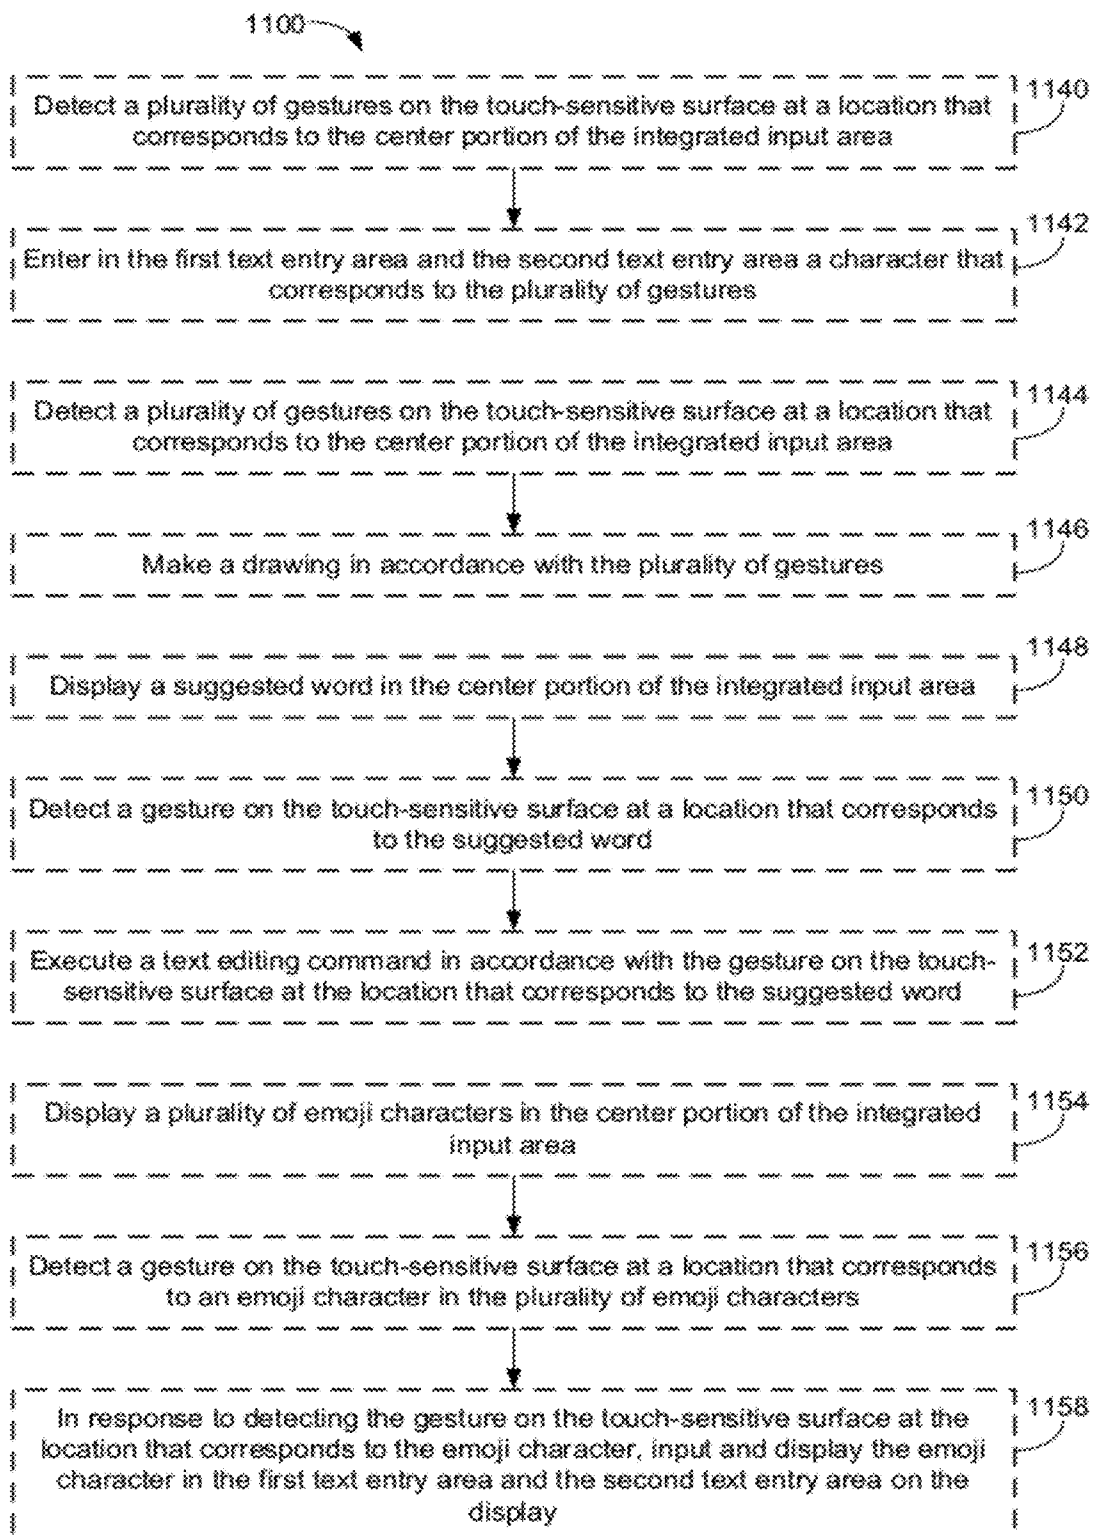 1100
Detect a plurality of gestures on the touch-sensitive surface at a location that
corresponds to the center portion of the integrated input area
1140
Enter in the first text entry area and the second text entry area a character that
corresponds to the plurality of gestures
1142
Detect a plurality of gestures on the touch-sensitive surface at a location that
corresponds to the center portion of the integrated input area
1144
Make a drawing in accordance with the plurality of gestures
1146
Display a suggested word in the center portion of the integrated input area
1148
Detect a gesture on the touch-sensitive surface at a location that corresponds
to the suggested word
1150
Execute a text editing command in accordance with the gesture on the touch-
sensitive surface at the location that corresponds to the suggested word
1152
Display a plurality of emoji characters in the center portion of the integrated
input area
1154
Detect a gesture on the touch-sensitive surface at a location that corresponds
to an emoji character in the plurality of emoji characters
1156
In response to detecting the gesture on the touch-sensitive surface at the
location that corresponds to the emoji character, input and display the emoji
character in the first text entry area and the second text entry area on the
display
1158